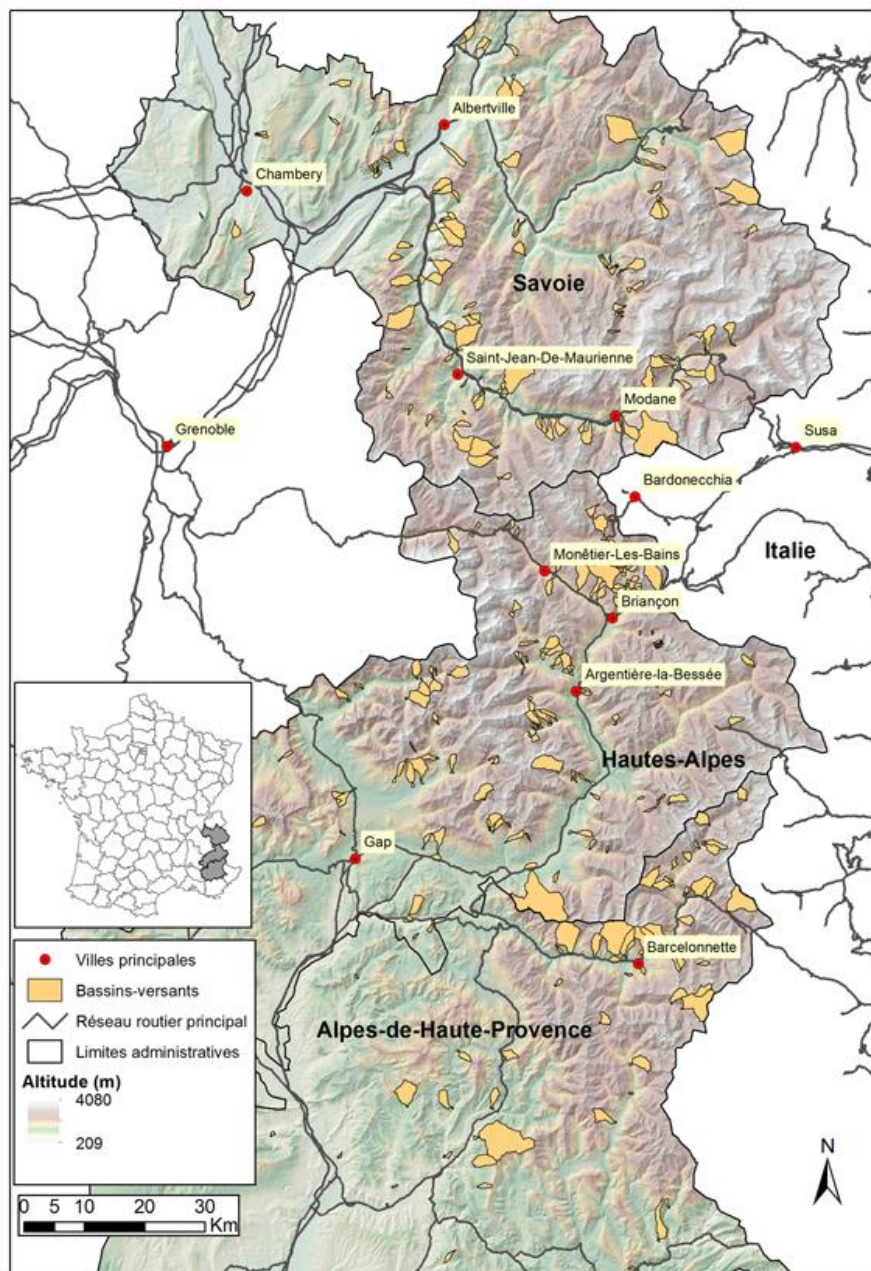 Albertville
Chambery
Savoie
Saint-Jean-De-Maurienne
Modane
Grenoble
Susa
Bardonecchia
Italie
Monêtier-Les-Bains
Briançon
Argentière-la-Bessée
Hautes-Alpes
Gap
Barcelonnette
Alpes-de-Haute-Provence
Villes principales
Bassins-versants
Réseau routier principal
Limites administratives
Altitude (m)
4080
209
N
0 5 10 20 30
Km